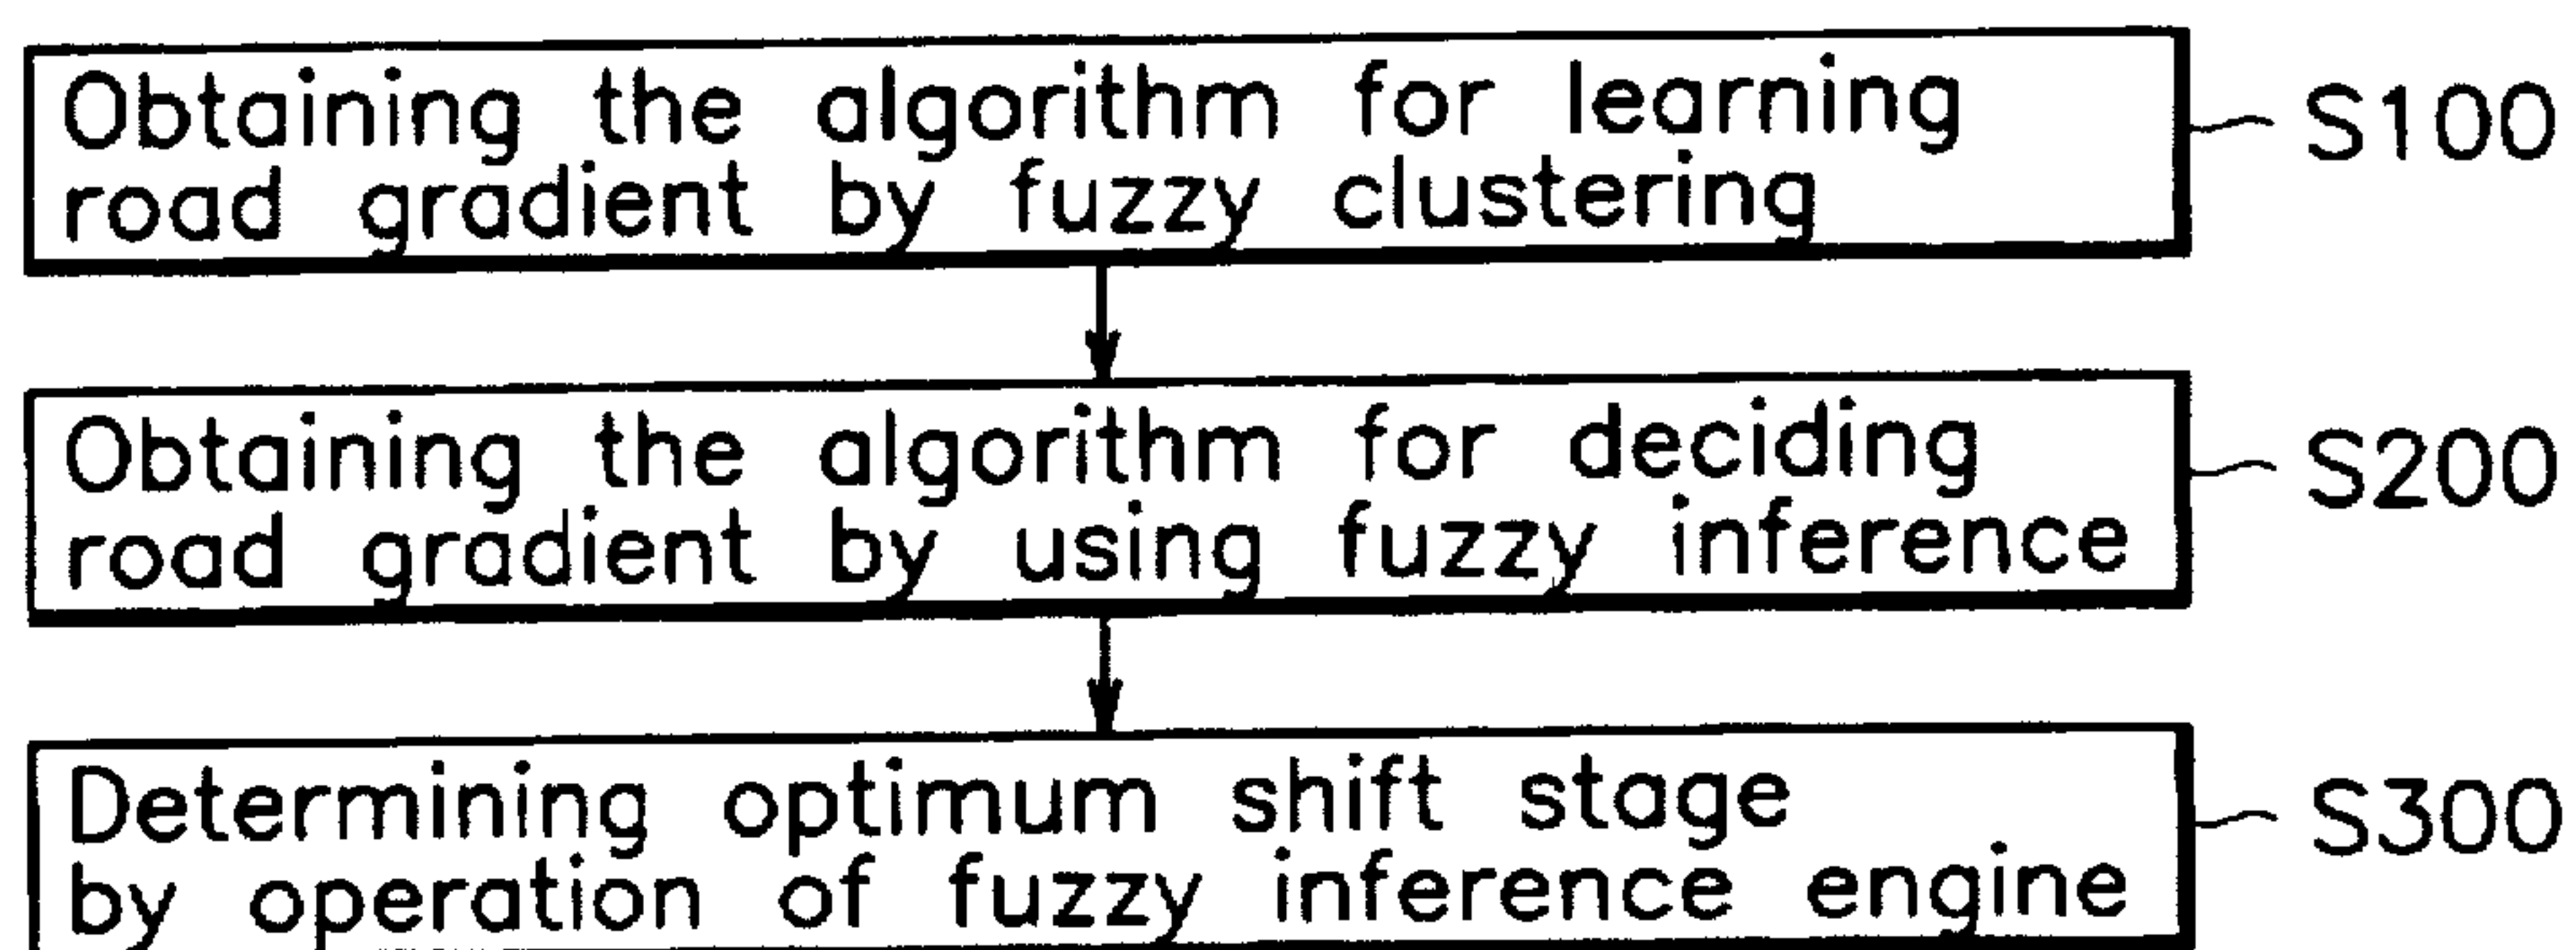 Obtaining the algorithm for learning
road gradient by fuzzy clustering
S100
Obtaining the algorithm for deciding
road gradient by using fuzzy inference
S200
Determining optimum shift stage
by operation of fuzzy inference engine
S300